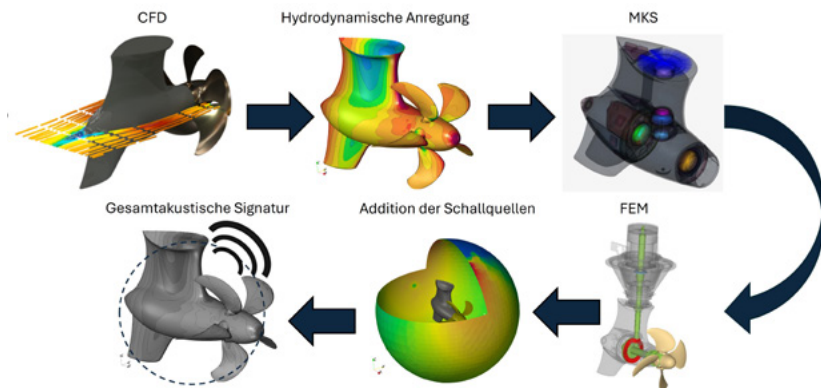 CFD
Hydrodynamische Anregung
MKS
Gesamtakustische Signatur
Addition der Schallquellen
FEM